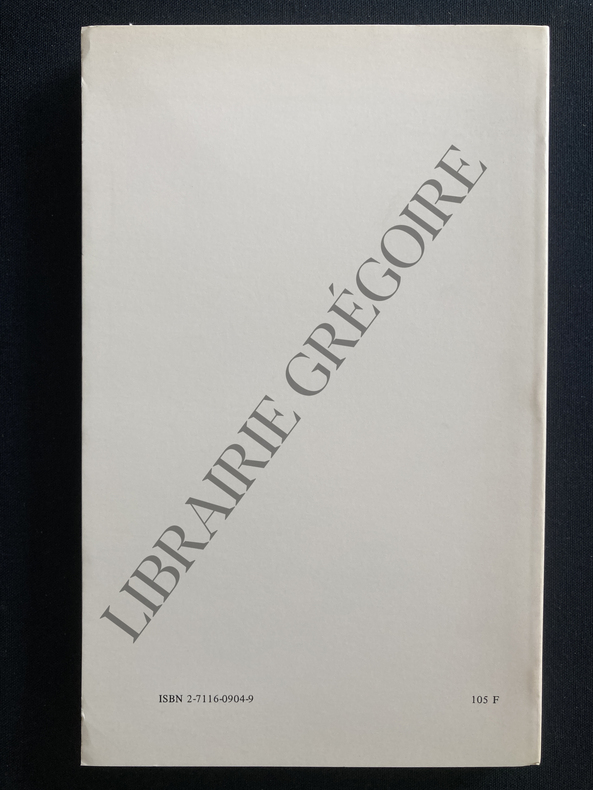 LIBRAIRIE GRÉGOIRE
ISBN 2-7116-0904-9
105 F